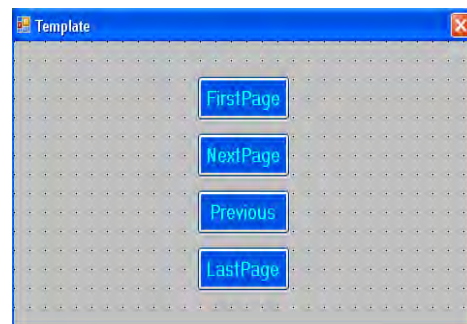 Template
FirstPage
NextPage
Previous
LastPage